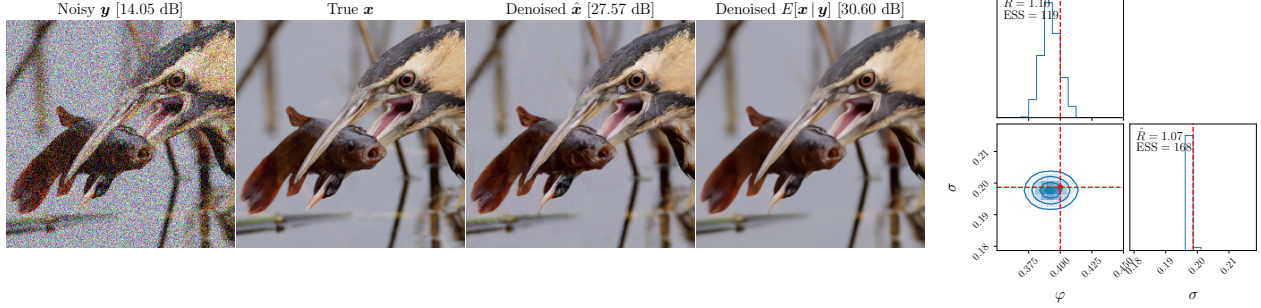 Noisy y [14.05 dB]
True x
Denoised x̂ [27.57 dB]
Denoised E[x | y] [30.60 dB]
R̂ = 1.10
ESS = 119
R̂ = 1.07
ESS = 168
σ
0.21
0.20
0.19
0.18
0.375
0.400
0.425
0.450
φ
0.18
0.19
0.20
0.21
σ